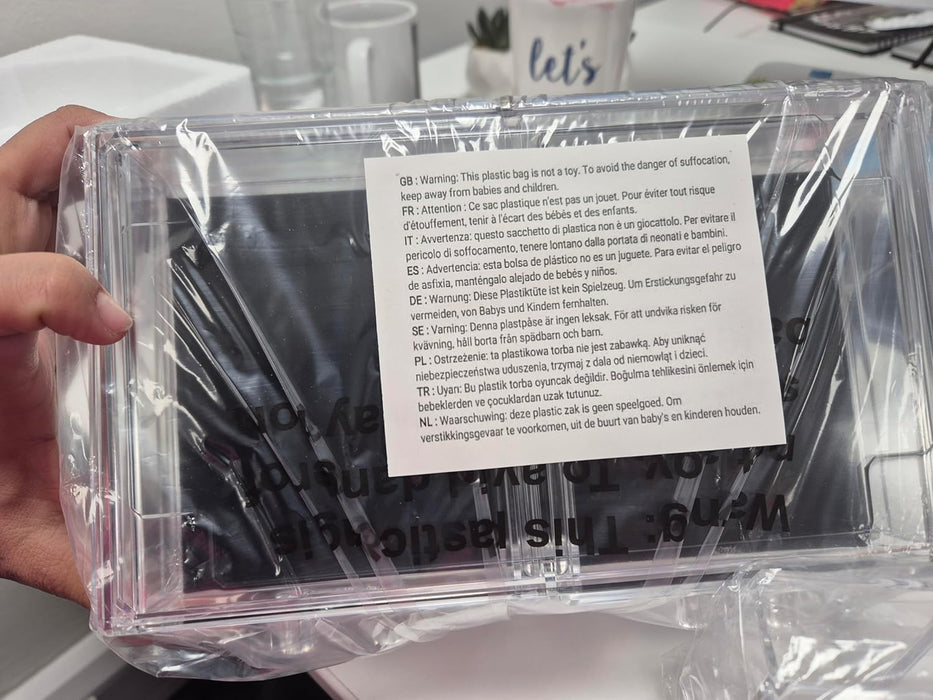 let's
GB : Warning: This plastic bag is not a toy. To avoid the danger of suffocation,
keep away from babies and children.
FR : Attention : Ce sac plastique n'est pas un jouet. Pour éviter tout risque
d'étouffement, tenir à l'écart des bébés et des enfants.
IT : Avvertenza: questo sacchetto di plastica non è un giocattolo. Per evitare il
pericolo di soffocamento, tenere lontano dalla portata di neonati e bambini.
ES : Advertencia: esta bolsa de plástico no es un juguete. Para evitar el peligro
de asfixia, manténgalo alejado de bebés y niños.
DE : Warnung: Diese Plastiktüte ist kein Spielzeug. Um Erstickungsgefahr zu
vermeiden, von Babys und Kindern fernhalten.
SE : Varning: Denna plastpåse är ingen leksak. För att undvika risken för
kvävning, håll borta från spädbarn och barn.
PL : Ostrzeżenie: ta plastikowa torba nie jest zabawką. Aby uniknąć
niebezpieczeństwa uduszenia, trzymaj z dala od niemowląt i dzieci.
TR : Uyarı: Bu plastik torba oyuncak değildir. Boğulma tehlikesini önlemek için
bebeklerden ve çocuklardan uzak tutunuz.
NL : Waarschuwing: deze plastic zak is geen speelgoed. Om
verstikkingsgevaar te voorkomen, uit de buurt van baby's en kinderen houden.
This
To